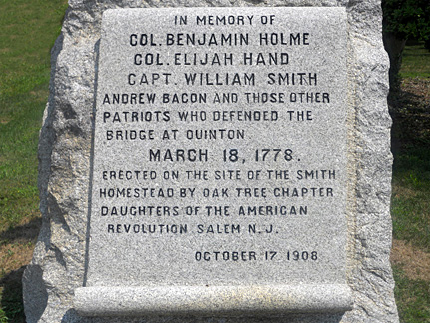 IN MEMORY OF
COL. BENJAMIN HOLME
COL. ELIJAH HAND
CAPT. WILLIAM SMITH
ANDREW BACON AND THOSE OTHER
PATRIOTS WHO DEFENDED THE
BRIDGE AT QUINTON
MARCH 18, 1778.
ERECTED ON THE SITE OF THE SMITH
HOMESTEAD BY OAK TREE CHAPTER
DAUGHTERS OF THE AMERICAN
REVOLUTION SALEM N.J.
OCTOBER 17 1908